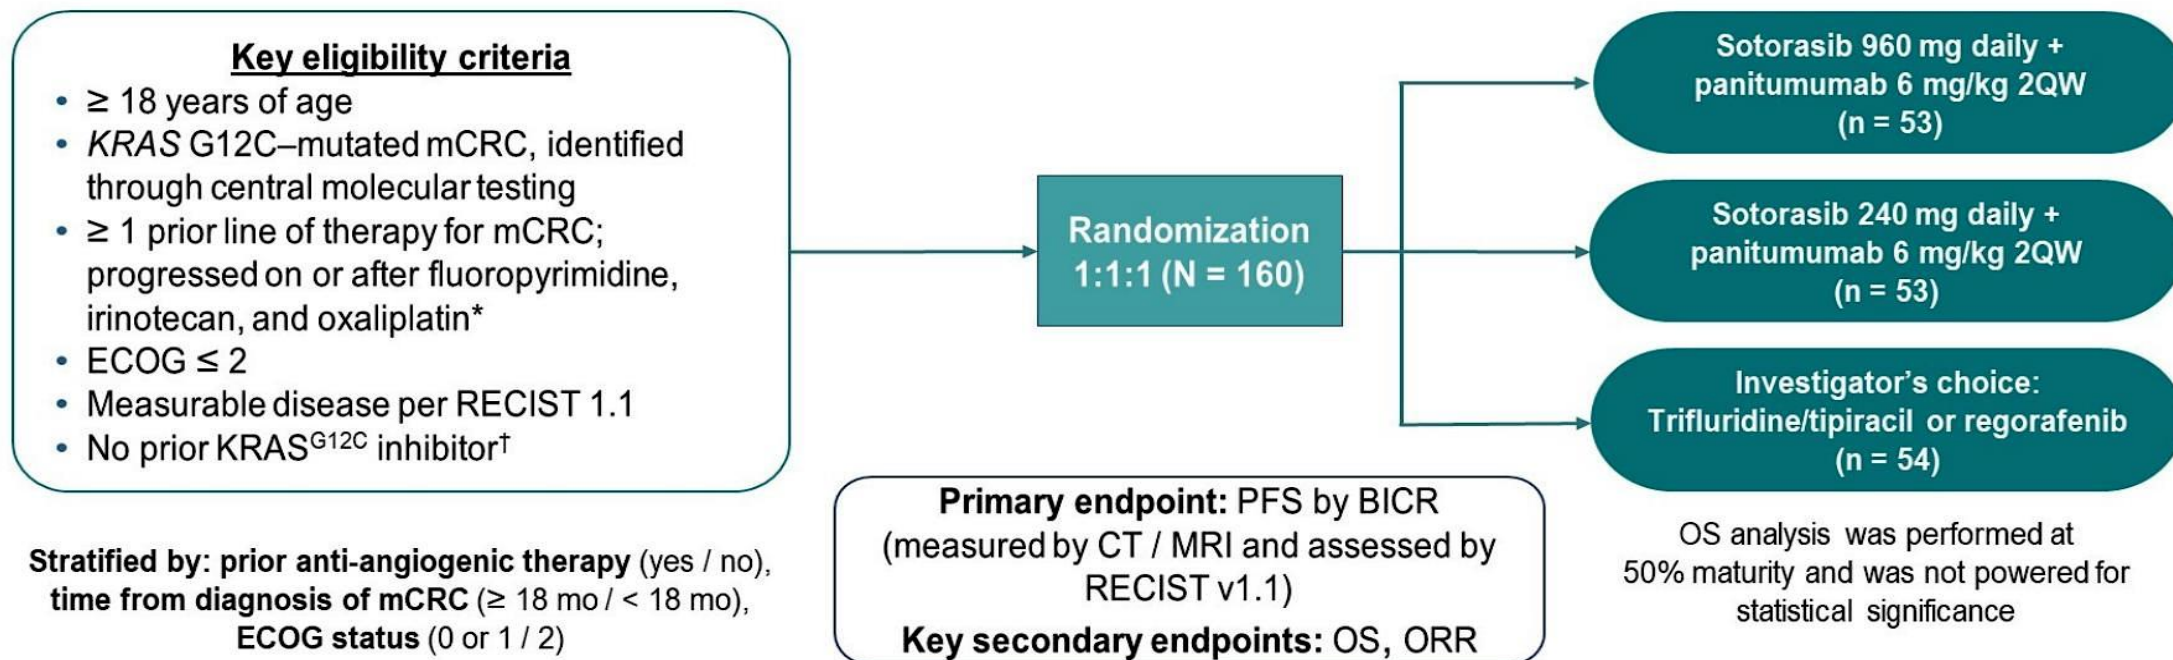 Key eligibility criteria
• ≥ 18 years of age
• KRAS G12C–mutated mCRC, identified
through central molecular testing
• ≥ 1 prior line of therapy for mCRC;
progressed on or after fluoropyrimidine,
irinotecan, and oxaliplatin*
• ECOG ≤ 2
• Measurable disease per RECIST 1.1
• No prior KRASG12C inhibitor†
Stratified by: prior anti-angiogenic therapy (yes / no),
time from diagnosis of mCRC (≥ 18 mo / < 18 mo),
ECOG status (0 or 1 / 2)
Randomization
1:1:1 (N = 160)
Primary endpoint: PFS by BICR
(measured by CT / MRI and assessed by
RECIST v1.1)
Key secondary endpoints: OS, ORR
Sotorasib 960 mg daily +
panitumumab 6 mg/kg 2QW
(n = 53)
Sotorasib 240 mg daily +
panitumumab 6 mg/kg 2QW
(n = 53)
Investigator’s choice:
Trifluridine/tipiracil or regorafenib
(n = 54)
OS analysis was performed at
50% maturity and was not powered for
statistical significance